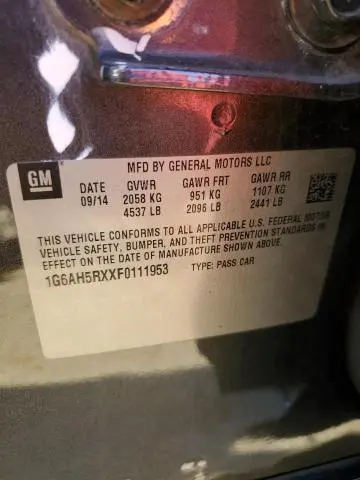 GM
MFD BY GENERAL MOTORS LLC
DATE GVWR GAWR FRT GAWR RR
09/14 2058 KG 951 KG 1107 KG
4537 LB 2096 LB 2441 LB
THIS VEHICLE CONFORMS TO ALL APPLICABLE U.S. FEDERAL MOTOR
VEHICLE SAFETY, BUMPER, AND THEFT PREVENTION STANDARDS IN
EFFECT ON THE DATE OF MANUFACTURE SHOWN ABOVE.
1G6AH5RXXF0111953 TYPE: PASS CAR